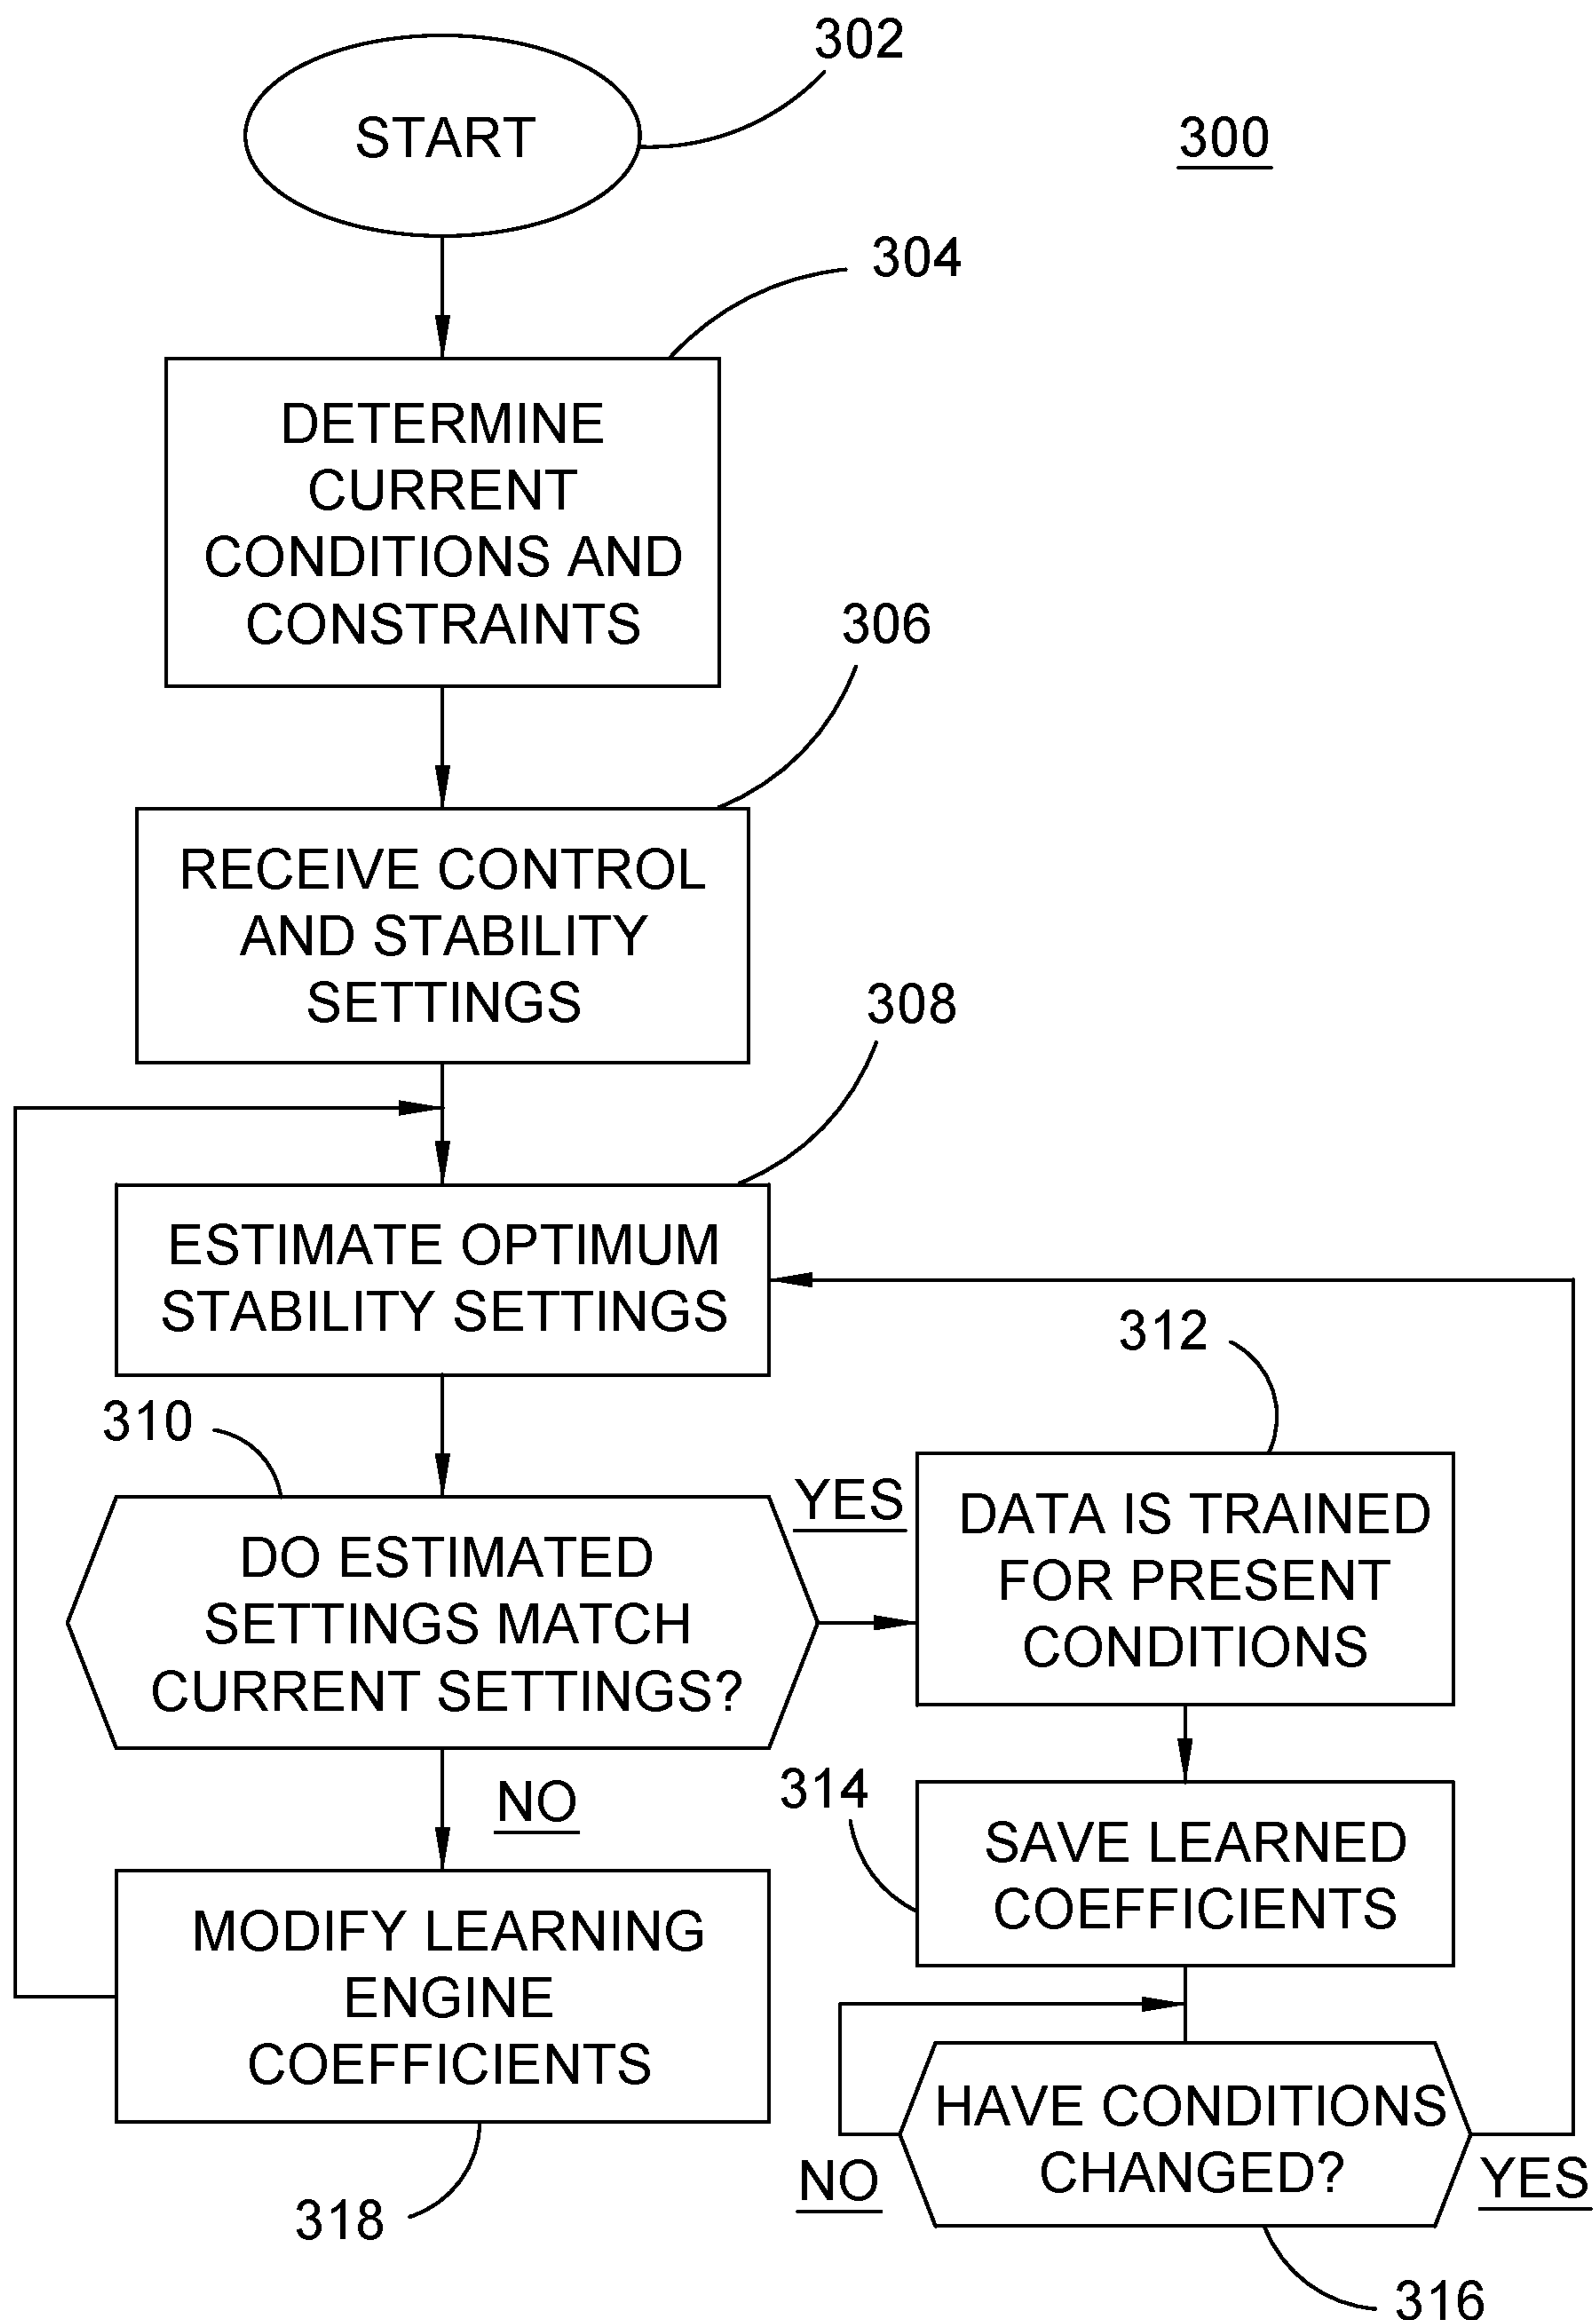 302
START
300
304
DETERMINE
CURRENT
CONDITIONS AND
CONSTRAINTS
306
RECEIVE CONTROL
AND STABILITY
SETTINGS
308
ESTIMATE OPTIMUM
STABILITY SETTINGS
312
310
YES
DATA IS TRAINED
FOR PRESENT
CONDITIONS
DO ESTIMATED
SETTINGS MATCH
CURRENT SETTINGS?
NO
314
SAVE LEARNED
COEFFICIENTS
MODIFY LEARNING
ENGINE
COEFFICIENTS
HAVE CONDITIONS
CHANGED?
NO
YES
318
316